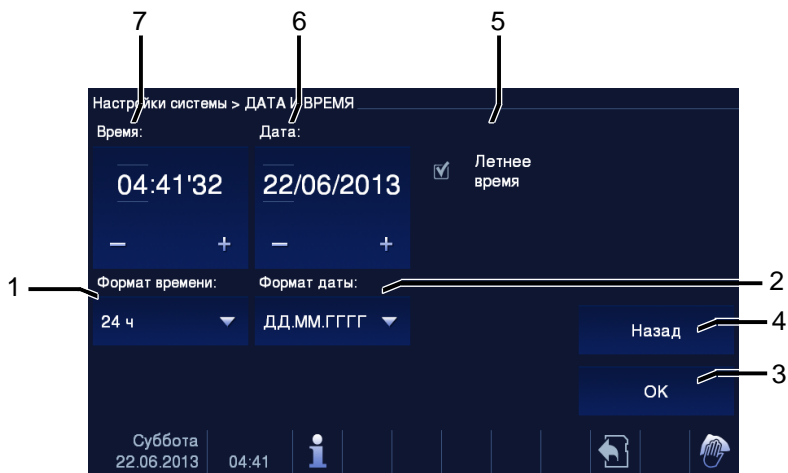 7 6 5
Настройки системы > ДАТА И ВРЕМЯ
Время: Дата:
04:41'32 22/06/2013 Летнее
время
– + – +
1 Формат времени: Формат даты: 2
24 ч ДД.ММ.ГГГГ
Назад 4
OK 3
Суббота
22.06.2013 04:41